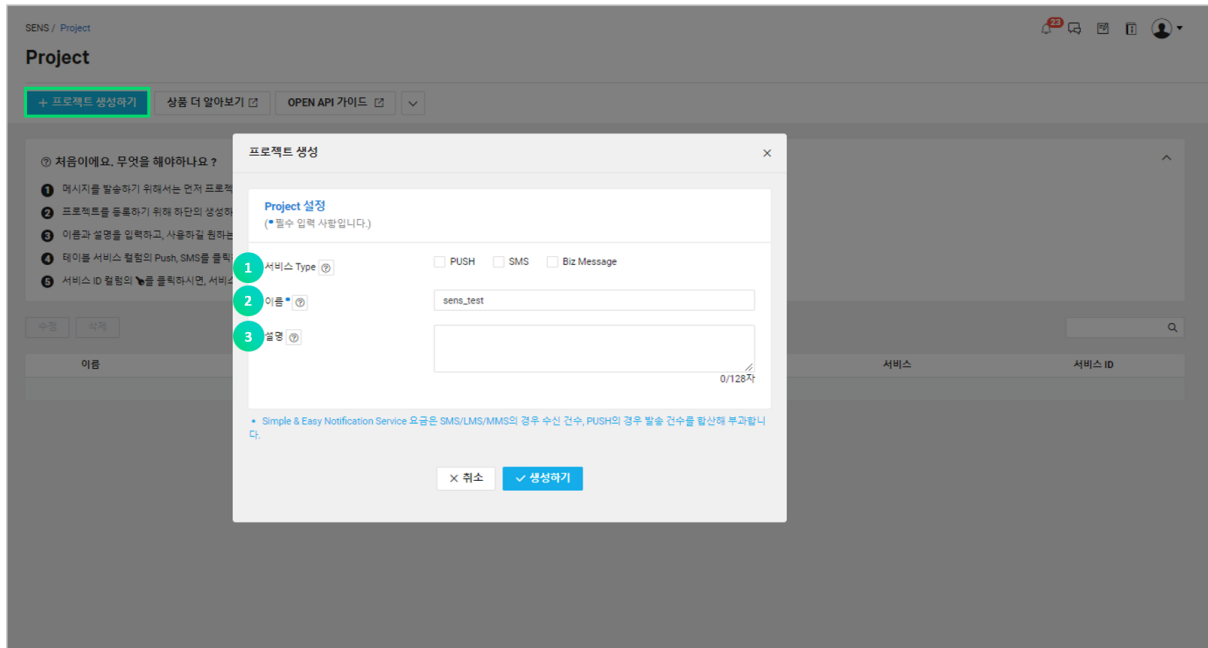 SENS / Project
23
Project
+ 프로젝트 생성하기
상품 더 알아보기
OPEN API 가이드
처음이에요. 무엇을 해야하나요 ?
1 메시지를 발송하기 위해서는 먼저 프로젝
2 프로젝트를 등록하기 위해 하단의 생성하
3 이름과 설명을 입력하고, 사용하길 원하는
4 테이블 서비스 컬럼의 Push, SMS를 클릭
5 서비스 ID 컬럼의 를 클릭하시면, 서비스
프로젝트 생성
Project 설정
(• 필수 입력 사항입니다.)
1 서비스 Type
PUSH SMS Biz Message
2 이름 •
sens_test
3 설명
0/128자
• Simple & Easy Notification Service 요금은 SMS/LMS/MMS의 경우 수신 건수, PUSH의 경우 발송 건수를 합산해 부과합니
다.
× 취소
생성하기
수정 삭제
이름 서비스 서비스 ID